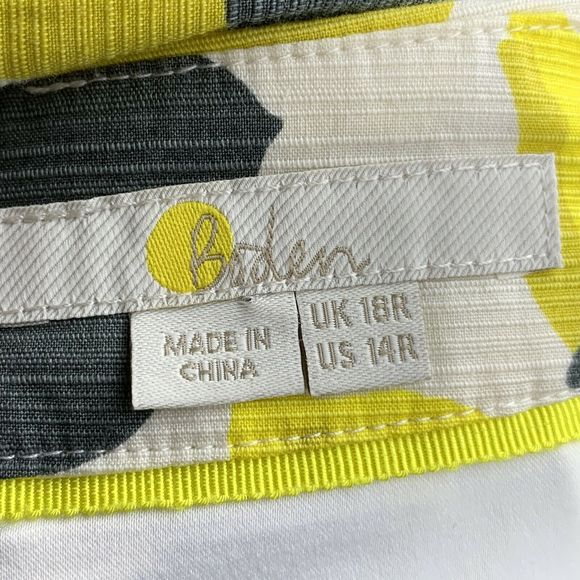 Boden
MADE IN
CHINA
UK 18R
US 14R